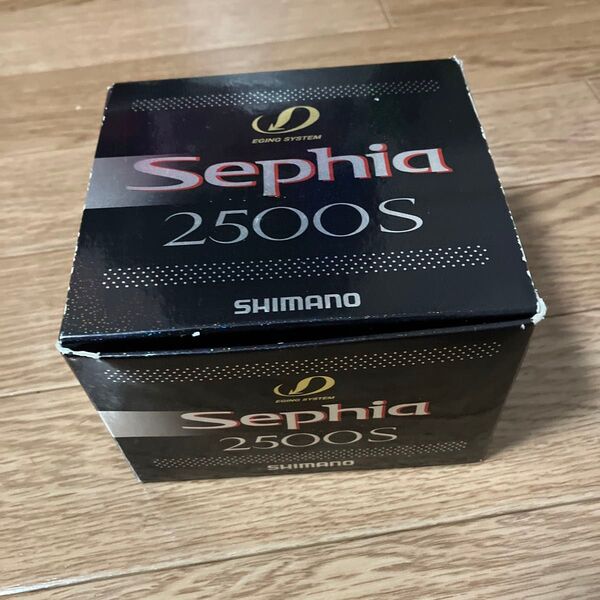 EGING SYSTEM
Sephia
2500S
SHIMANO
EGING SYSTEM
Sephia
2500S
SHIMANO